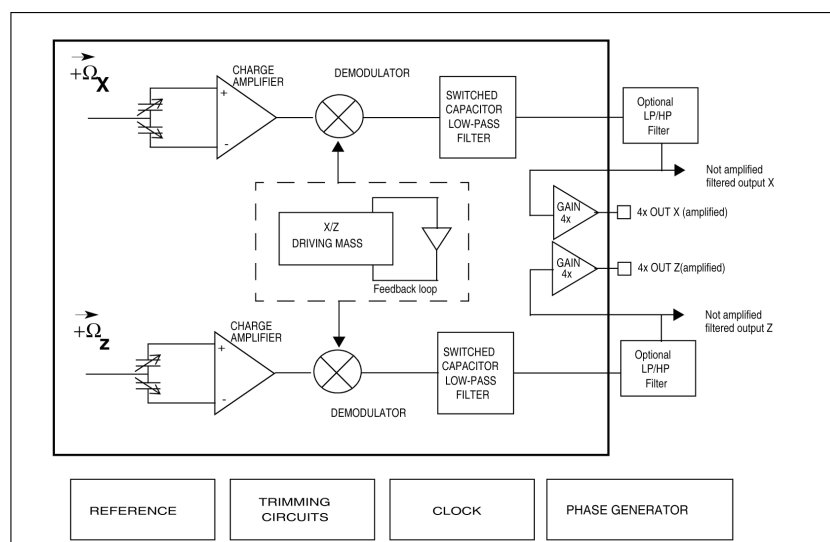 +ΩX
CHARGE
AMPLIFIER
+
-
DEMODULATOR
SWITCHED
CAPACITOR
LOW-PASS
FILTER
Optional
LP/HP
Filter
Not amplified
filtered output X
GAIN
4x
4x OUT X (amplified)
X/Z
DRIVING MASS
Feedback loop
GAIN
4x
4x OUT Z(amplified)
Not amplified
filtered output Z
+Ωz
CHARGE
AMPLIFIER
+
-
DEMODULATOR
SWITCHED
CAPACITOR
LOW-PASS
FILTER
Optional
LP/HP
Filter
REFERENCE
TRIMMING
CIRCUITS
CLOCK
PHASE GENERATOR